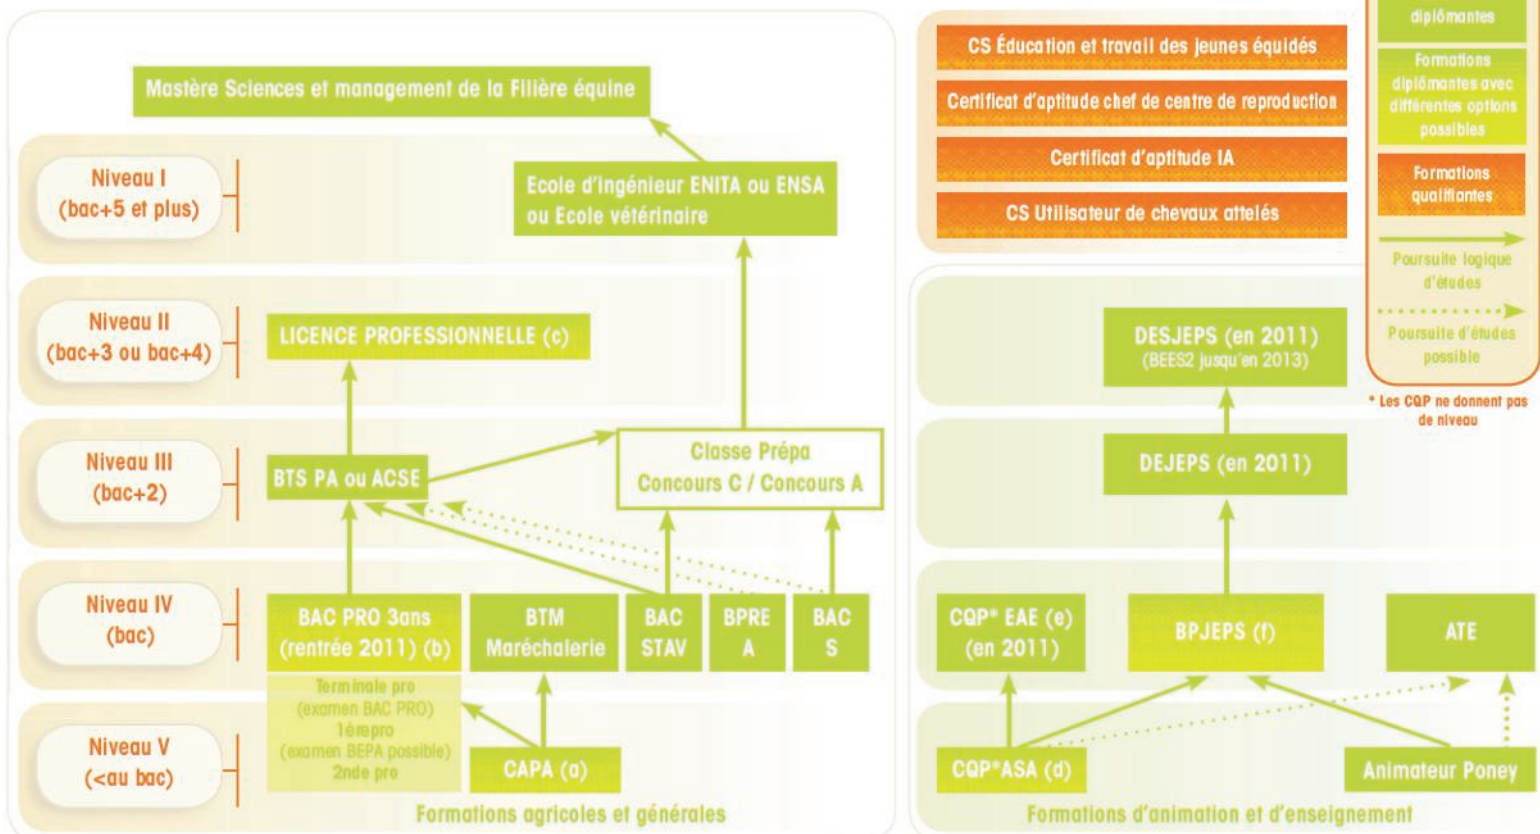 Mastère Sciences et management de la Filière équine
Niveau I
(bac+5 et plus)
Ecole d'ingénieur ENITA ou ENSA
ou Ecole vétérinaire
Niveau II
(bac+3 ou bac+4)
LICENCE PROFESSIONNELLE (c)
Niveau III
(bac+2)
BTS PA ou ACSE
Classe Prépa
Concours C / Concours A
Niveau IV
(bac)
BAC PRO 3ans
(rentrée 2011) (b)
BTM
Maréchalerie
BAC
STAV
BPRE
A
BAC
S
Terminale pro
(examen BAC PRO)
1èrepro
(examen BEPA possible)
2nde pro
Niveau V
(<au bac)
CAPA (a)
Formations agricoles et générales
CS Éducation et travail des jeunes équidés
Certificat d'aptitude chef de centre de reproduction
Certificat d'aptitude IA
CS Utilisateur de chevaux attelés
DESJEPS (en 2011)
(BEES2 jusqu'en 2013)
DEJEPS (en 2011)
CQP* EAE (e)
(en 2011)
BPJEPS (f)
ATE
CQP*ASA (d)
Animateur Poney
Formations d'animation et d'enseignement
diplômantes
Formations
diplômantes avec
différentes options
possibles
Formations
qualifiantes
Poursuite logique
d'études
Poursuite d'études
possible
* Les CQP ne donnent pas
de niveau